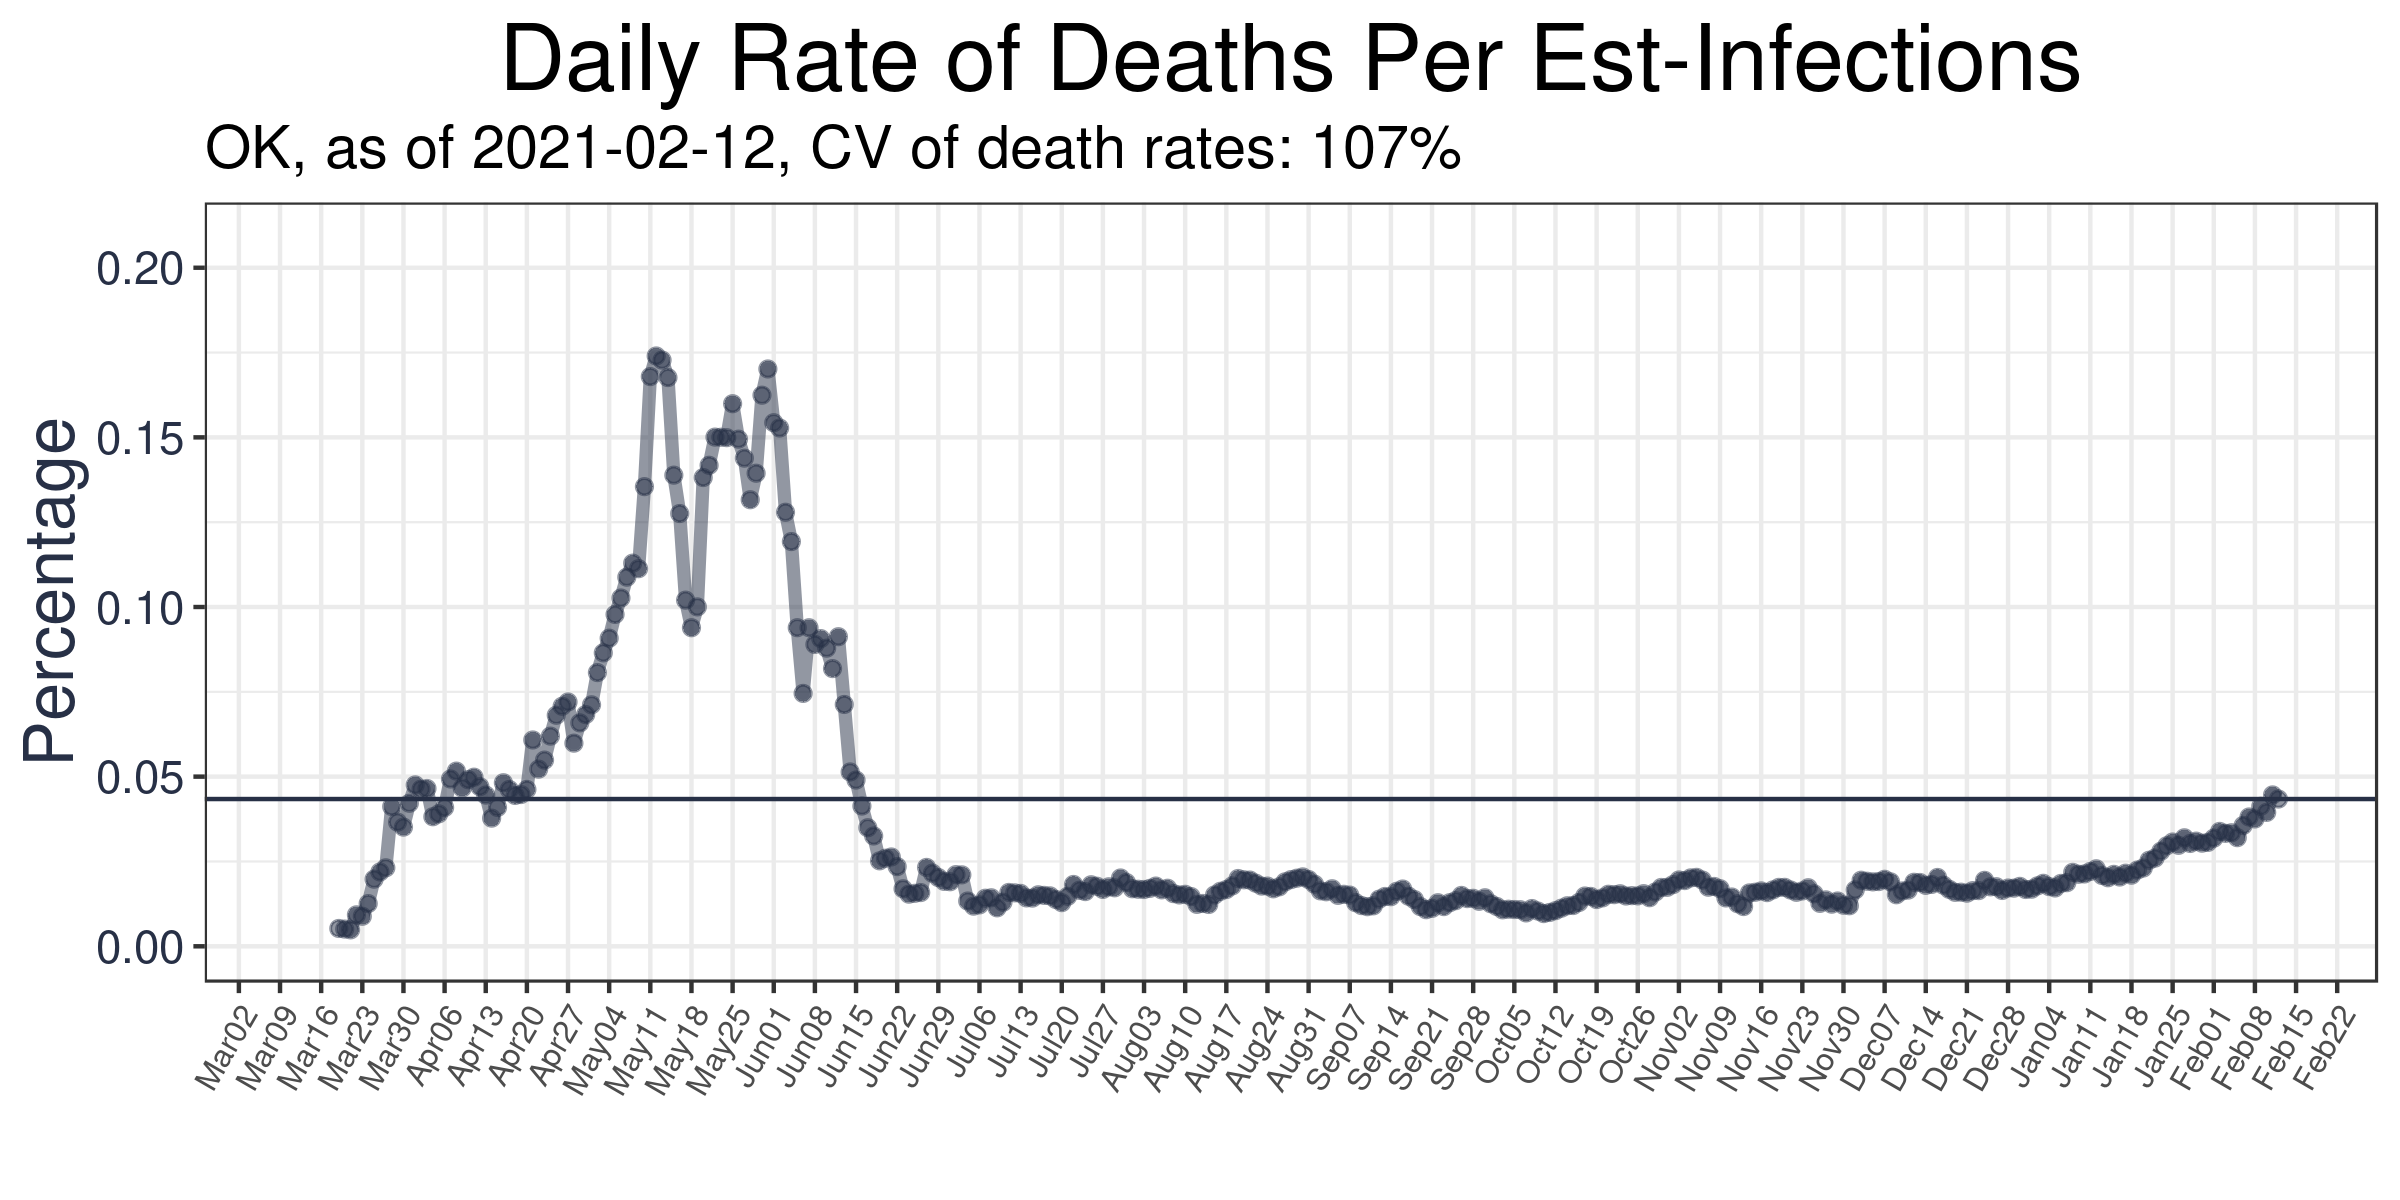 Daily Rate of Deaths Per Est-Infections
OK, as of 2021-02-12, CV of death rates: 107%
Percentage
0.20
0.15
0.10
0.05
0.00
Mar02 Mar09 Mar16 Mar23 Mar30 Apr06 Apr13 Apr20 Apr27 May04 May11 May18 May25 Jun01 Jun08 Jun15 Jun22 Jun29 Jul06 Jul13 Jul20 Jul27 Aug03 Aug10 Aug17 Aug24 Aug31 Sep07 Sep14 Sep21 Sep28 Oct05 Oct12 Oct19 Oct26 Nov02 Nov09 Nov16 Nov23 Nov30 Dec07 Dec14 Dec21 Dec28 Jan04 Jan11 Jan18 Jan25 Feb01 Feb08 Feb15 Feb22